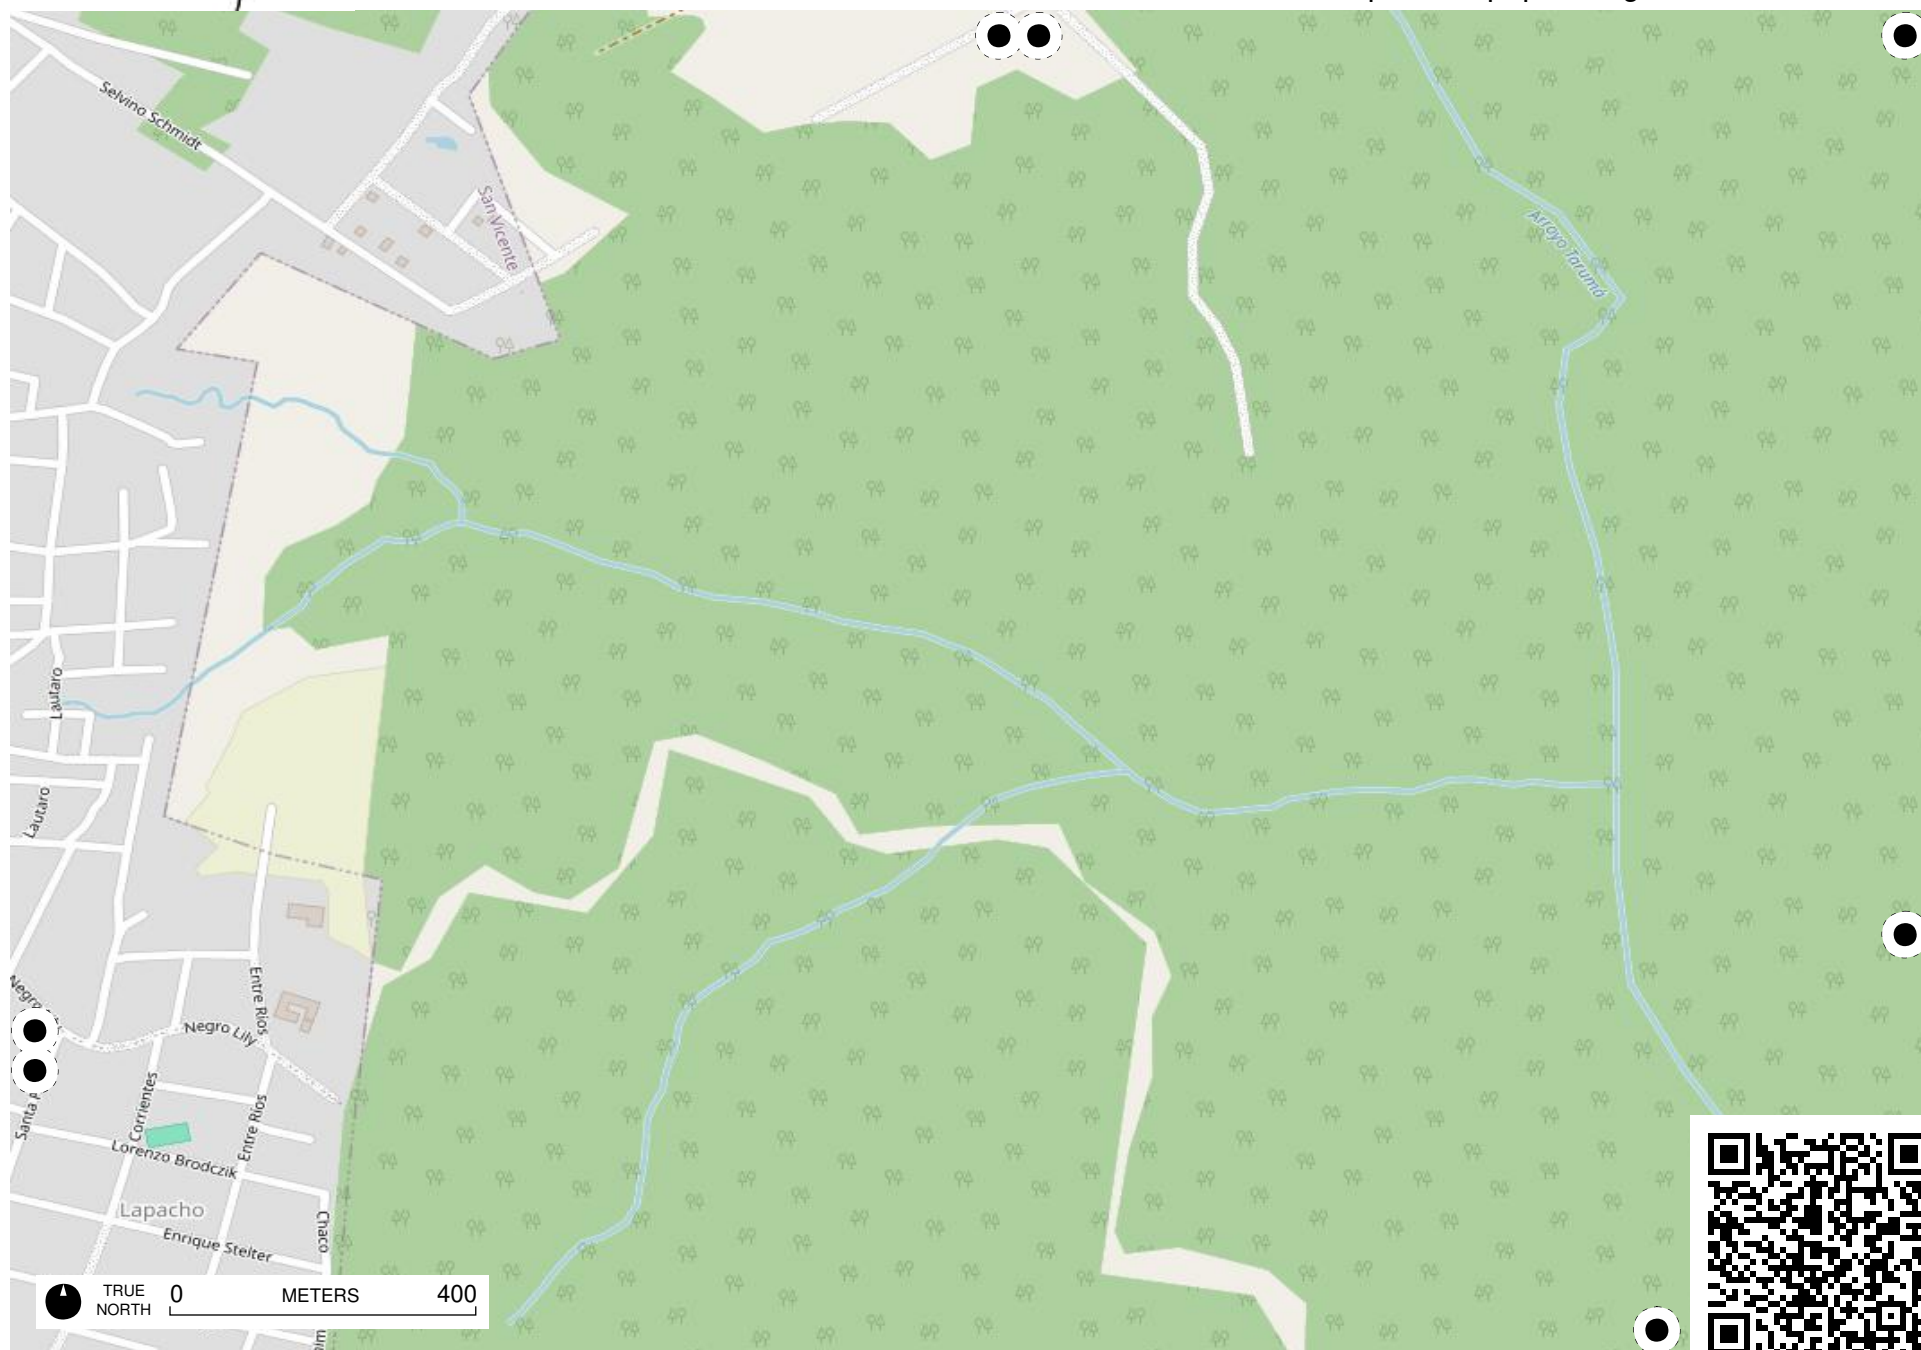 Selvino Schmidt
San Vicente
Arroyo Tarumá
Lautaro
Lautaro
Entre Ríos
Negro Lily
Corrientes
Entre Ríos
Lorenzo Brodczik
Lapacho
Chaco
Enrique Stelter
TRUE NORTH
0 METERS 400